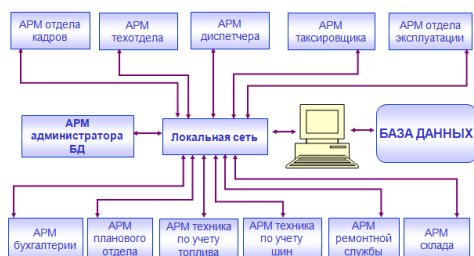 АРМ отдела
кадров
АРМ
техотдела
АРМ
диспетчера
АРМ
таксировщика
АРМ отдела
эксплуатации
АРМ
администратора
БД
Локальная сеть
БАЗА ДАННЫХ
АРМ
бухгалтерии
АРМ
планового
отдела
АРМ техника
по учету
топлива
АРМ техника
по учету
шин
АРМ
ремонтной
службы
АРМ
склада